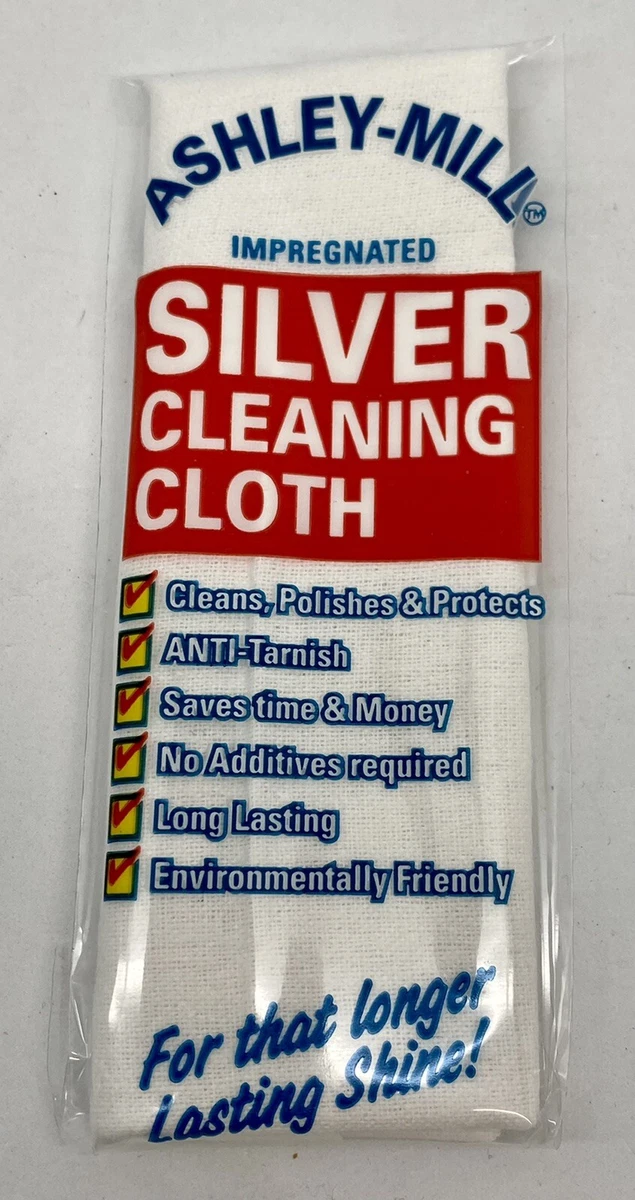 ASHLEY-MILL™
IMPREGNATED
SILVER
CLEANING
CLOTH
Cleans, Polishes & Protects
ANTI-Tarnish
Saves time & Money
No Additives required
Long Lasting
Environmentally Friendly
For that longer
Lasting Shine!